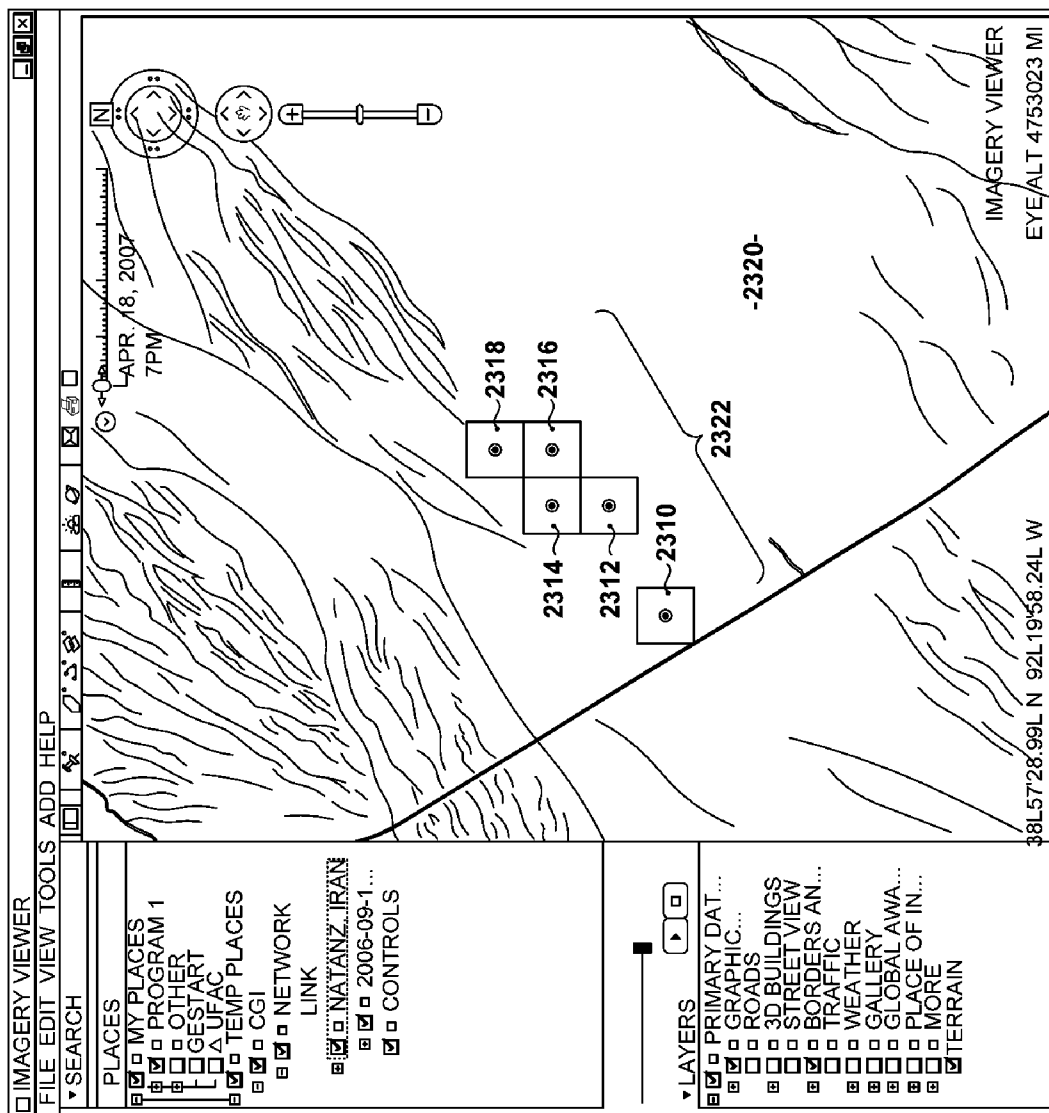 IMAGERY VIEWER
FILE EDIT VIEW TOOLS ADD HELP
SEARCH
PLACES
MY PLACES
PROGRAM 1
OTHER
GESTART
UFAC
TEMP PLACES
CGI
NETWORK
LINK
NATANZ, IRAN
2006-09-1...
CONTROLS
LAYERS
PRIMARY DAT...
GRAPHIC...
ROADS
3D BUILDINGS
STREET VIEW
BORDERS AN...
TRAFFIC
WEATHER
GALLERY
GLOBAL AWA...
PLACE OF IN...
MORE
TERRAIN
APR. 18, 2007
7PM
N
2318
2316
2314
2312
2310
2322
-2320-
38L57'28.99L N 92L19'58.24L W
IMAGERY VIEWER
EYE ALT 4753023 MI